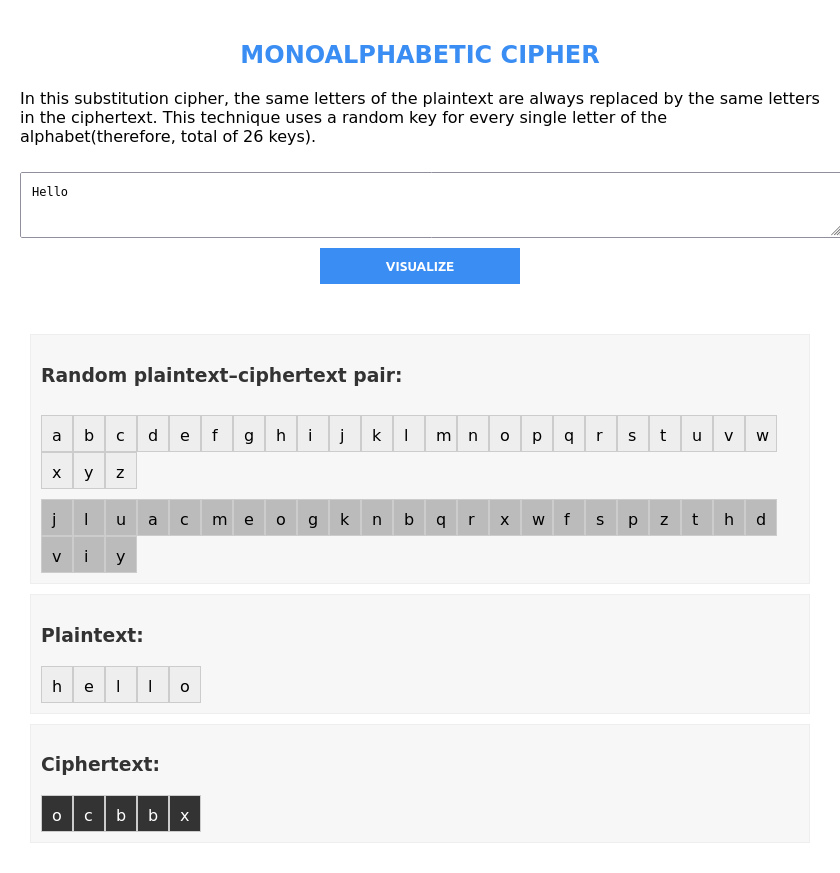 MONOALPHABETIC CIPHER
In this substitution cipher, the same letters of the plaintext are always replaced by the same letters
in the ciphertext. This technique uses a random key for every single letter of the
alphabet(therefore, total of 26 keys).
Hello
VISUALIZE
Random plaintext–ciphertext pair:
a b c d e f g h i j k l m n o p q r s t u v w
x y z
j l u a c m e o g k n b q r x w f s p z t h d
v i y
Plaintext:
h e l l o
Ciphertext:
o c b b x